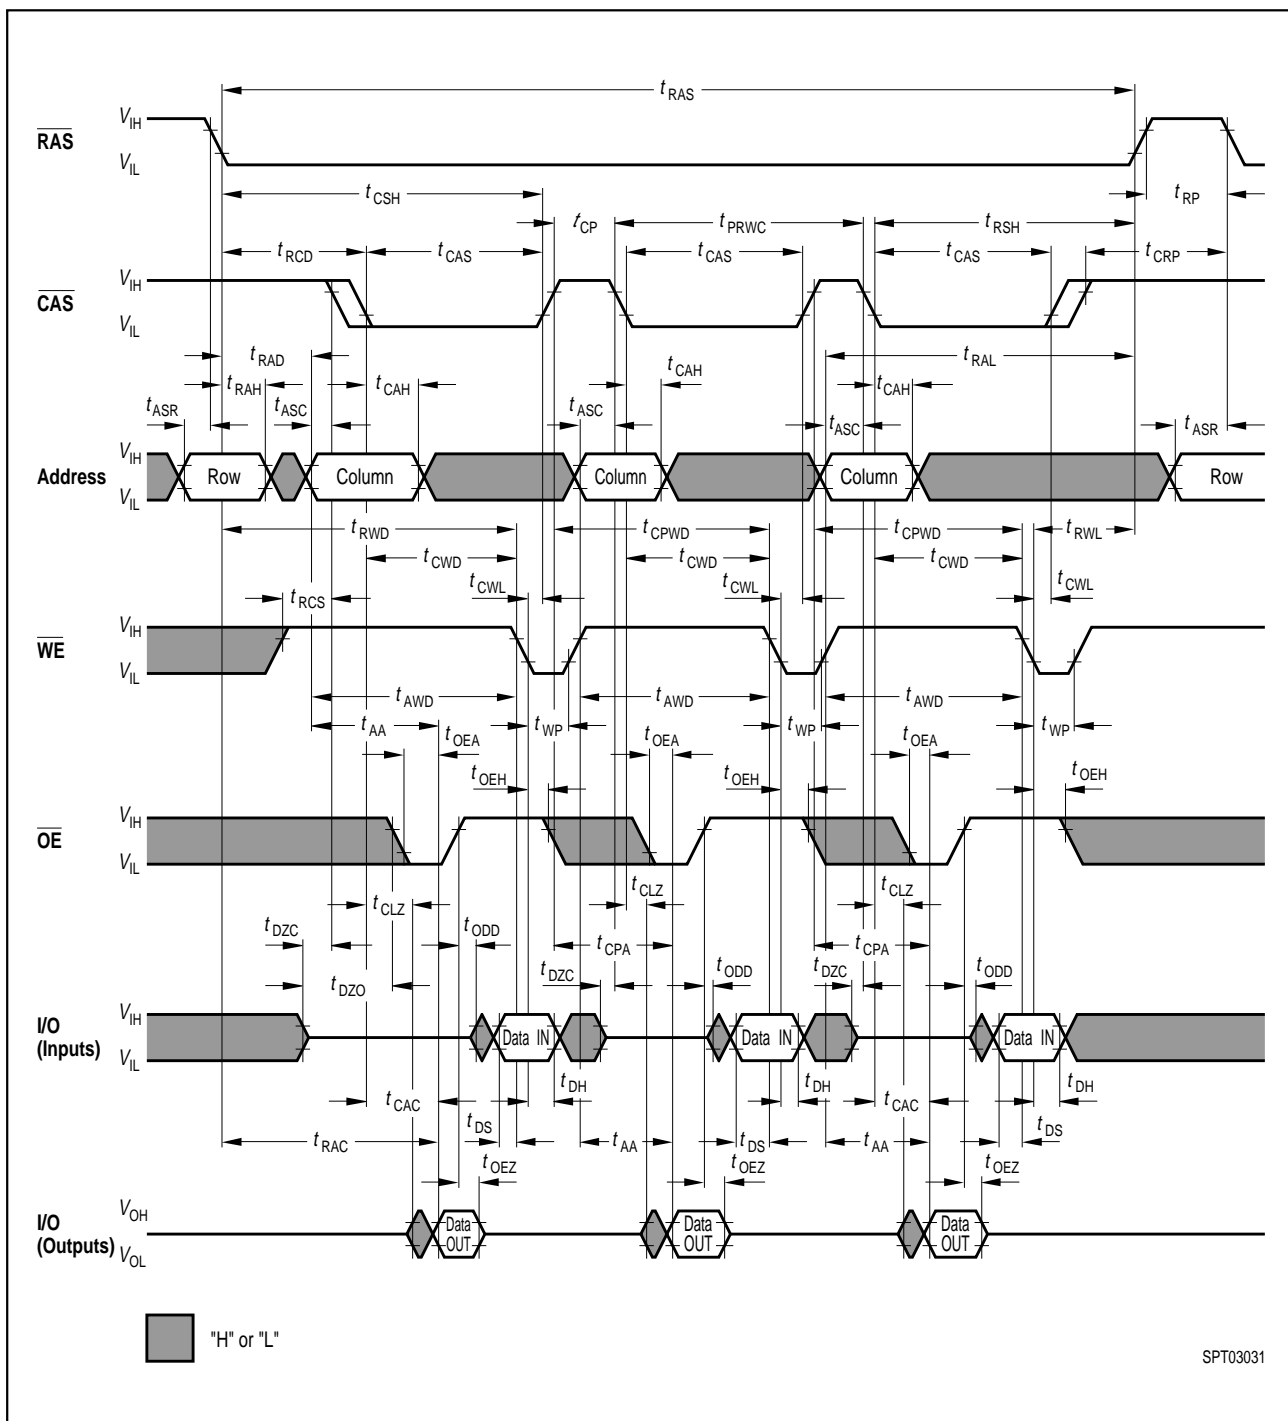 tRAS
RAS
VIH
VIL
tCSH
tCP
tPRWC
tRSH
tRP
tRCD
tCAS
tCAS
tCAS
tCRP
CAS
VIH
VIL
tRAD
tRAL
tRAH
tCAH
tCAH
tCAH
tASR
tASC
tASC
tASC
tASR
Address
VIH
VIL
Row
Column
Column
Column
Row
tRWD
tCPWD
tCPWD
tRWL
tCWD
tCWD
tCWD
tCWL
tCWL
tCWL
tRCS
WE
VIH
VIL
tAWD
tAWD
tAWD
tAA
tWP
tWP
tWP
tOEA
tOEA
tOEA
tOEH
tOEH
tOEH
OE
VIH
VIL
tCLZ
tCLZ
tCLZ
tDZC
tODD
tCPA
tCPA
tDZC
tODD
tDZC
tODD
tDZO
I/O
(Inputs)
VIH
VIL
Data IN
Data IN
Data IN
tDH
tDH
tDH
tCAC
tCAC
tDS
tDS
tDS
tRAC
tAA
tAA
tOEZ
tOEZ
tOEZ
I/O
(Outputs)
VOH
VOL
Data
OUT
Data
OUT
Data
OUT
"H" or "L"
SPT03031